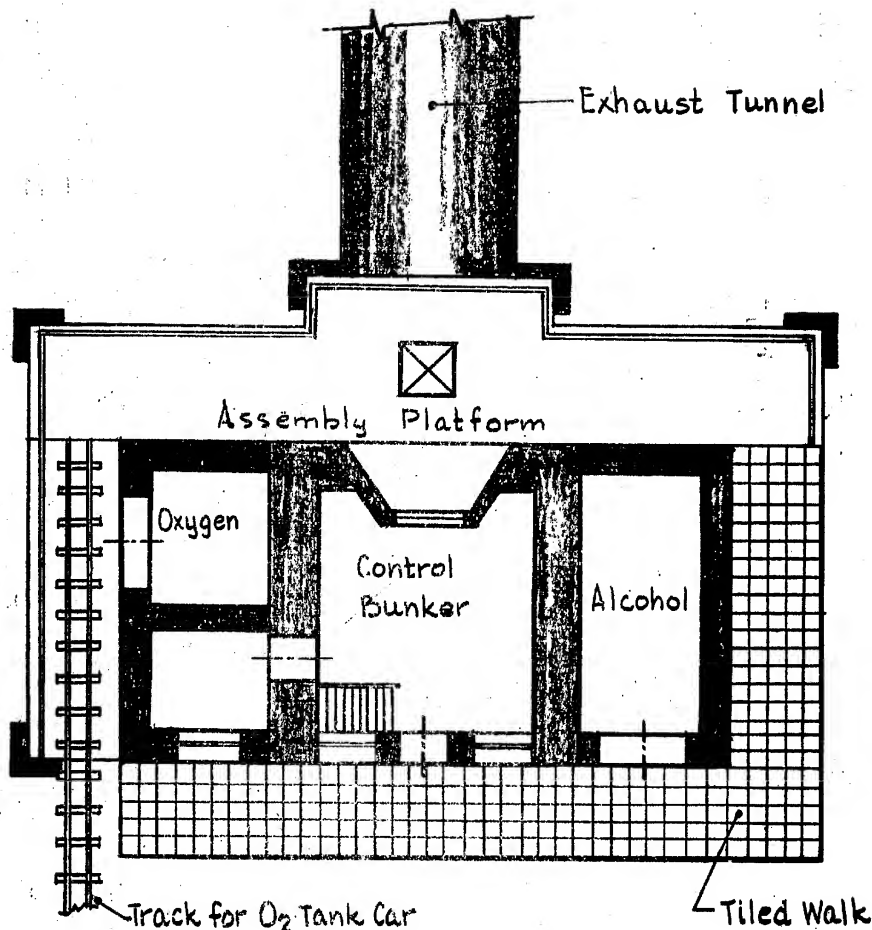 Exhaust Tunnel
Assembly Platform
Oxygen
Control
Bunker
Alcohol
Track for O₂ Tank Car
Tiled Walk